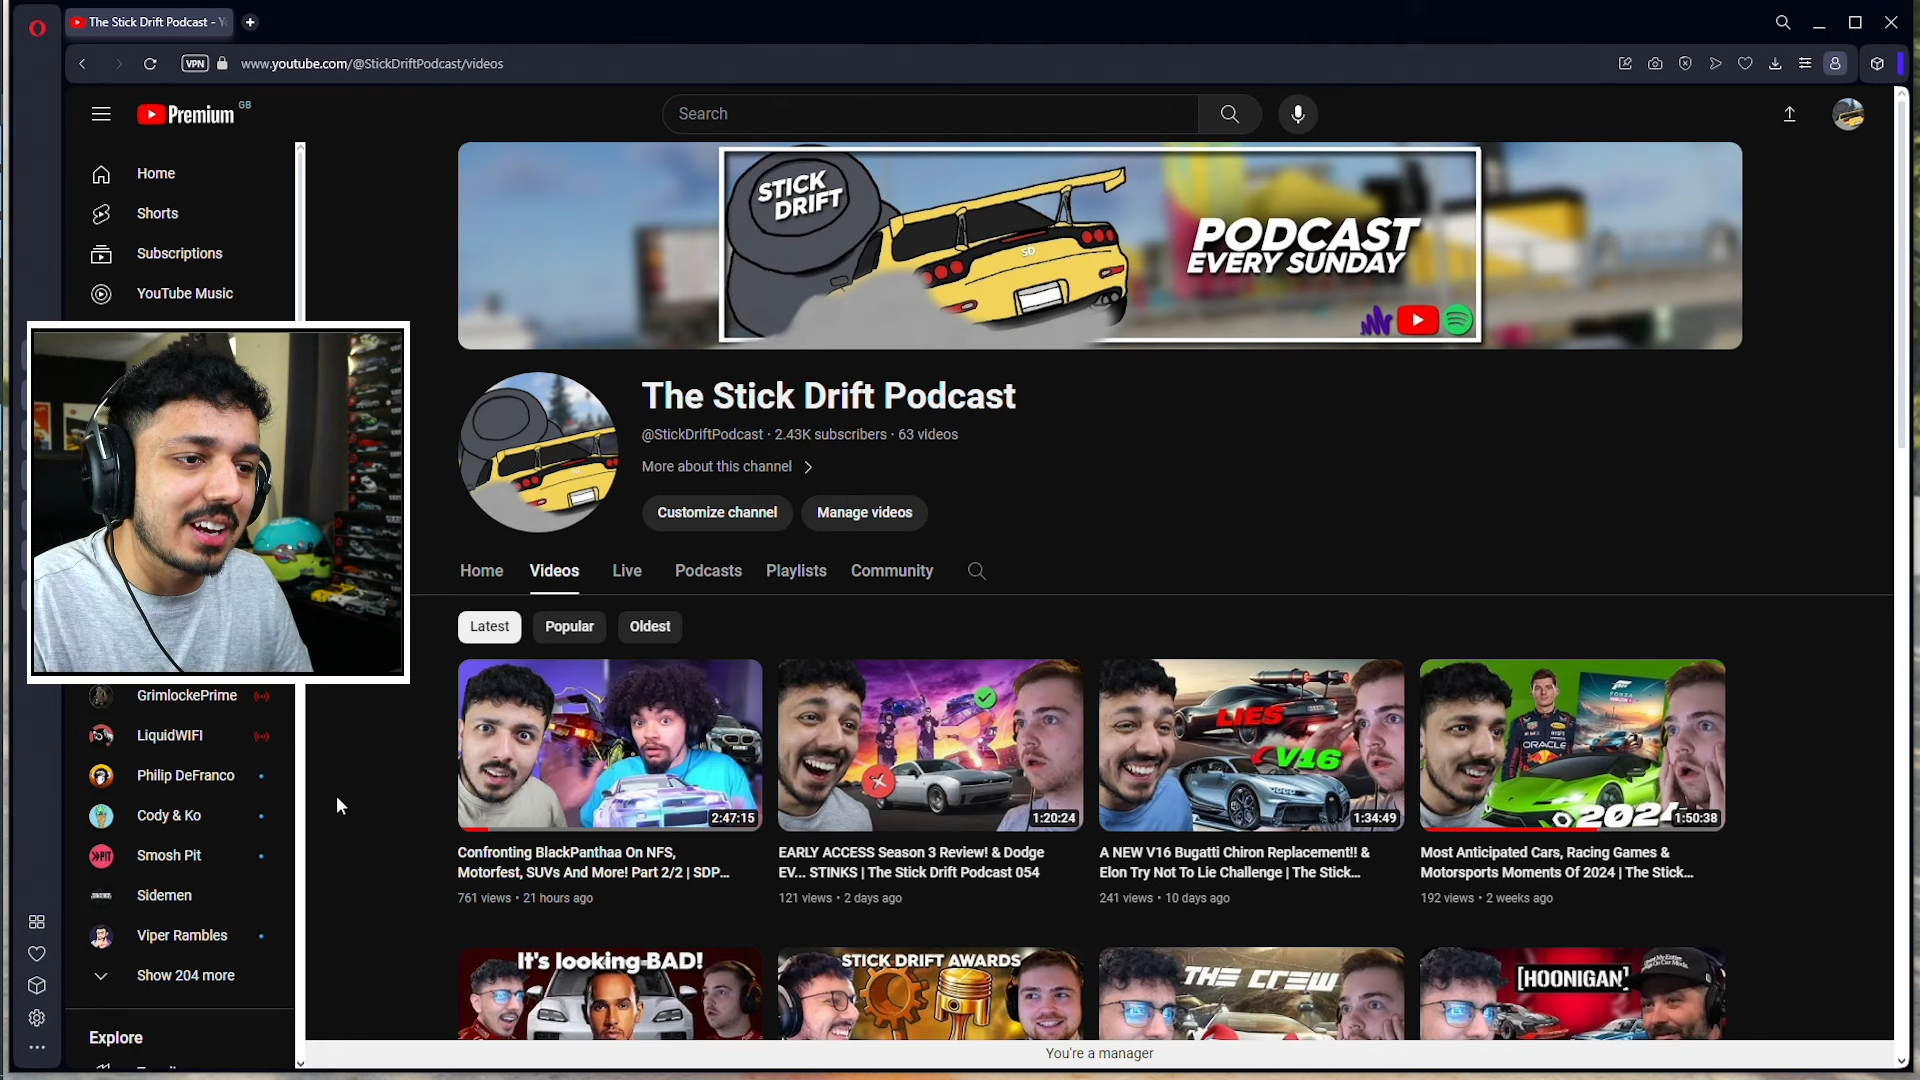 The Stick Drift Podcast - Y
VPN
www.youtube.com/@StickDriftPodcast/videos
Premium GB
Search
Home
Shorts
Subscriptions
YouTube Music
STICK
DRIFT
SD
PODCAST
EVERY SUNDAY
The Stick Drift Podcast
@StickDriftPodcast · 2.43K subscribers · 63 videos
More about this channel
Customize channel
Manage videos
Home
Videos
Live
Podcasts
Playlists
Community
Latest
Popular
Oldest
GrimlockePrime
LiquidWIFI
Philip DeFranco
Cody & Ko
Smosh Pit
Sidemen
Viper Rambles
Show 204 more
Explore
2:47:15
Confronting BlackPanthaa On NFS,
Motorfest, SUVs And More! Part 2/2 | SDP...
761 views · 21 hours ago
1:20:24
EARLY ACCESS Season 3 Review! & Dodge
EV... STINKS | The Stick Drift Podcast 054
121 views · 2 days ago
LIES
V16
1:34:49
A NEW V16 Bugatti Chiron Replacement!! &
Elon Try Not To Lie Challenge | The Stick...
241 views · 10 days ago
ORACLE
2024
1:50:38
Most Anticipated Cars, Racing Games &
Motorsports Moments Of 2024 | The Stick...
192 views · 2 weeks ago
It's looking BAD!
STICK DRIFT AWARDS
THE CREW
[HOONIGAN]
You're a manager